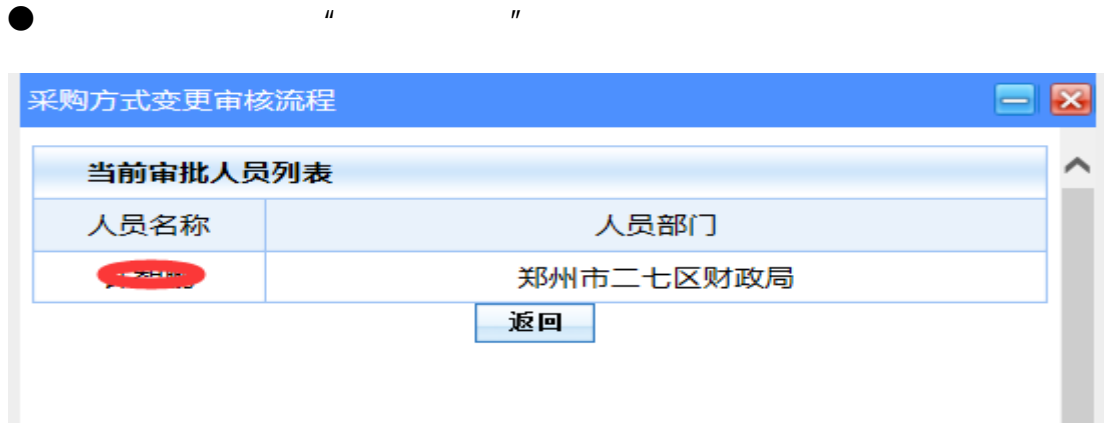 ● “ ”
采购方式变更审核流程
当前审批人员列表
人员名称 人员部门
郑州市二七区财政局
返回